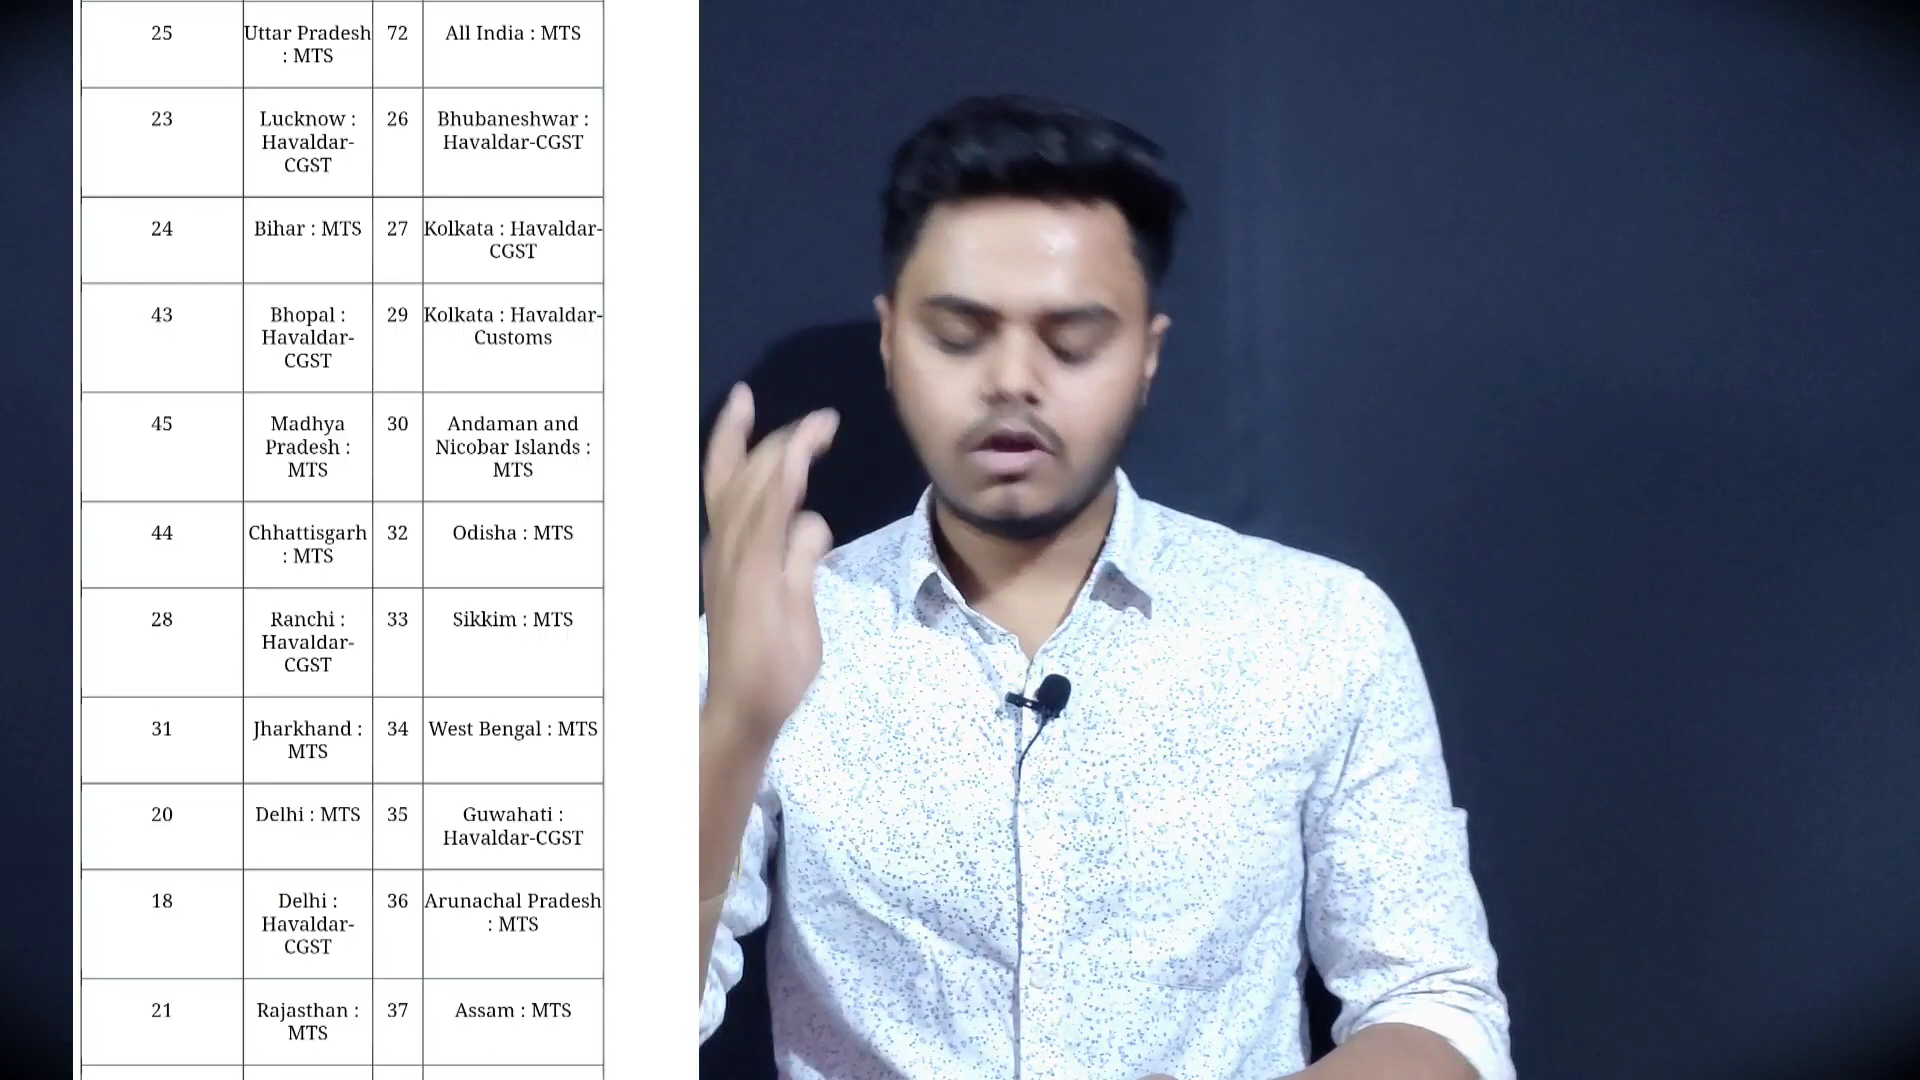 25 Uttar Pradesh 72 All India : MTS
: MTS
23 Lucknow : 26 Bhubaneshwar :
Havaldar- Havaldar-CGST
CGST
24 Bihar : MTS 27 Kolkata : Havaldar-
CGST
43 Bhopal : 29 Kolkata : Havaldar-
Havaldar- Customs
CGST
45 Madhya 30 Andaman and
Pradesh : Nicobar Islands :
MTS MTS
44 Chhattisgarh 32 Odisha : MTS
: MTS
28 Ranchi : 33 Sikkim : MTS
Havaldar-
CGST
31 Jharkhand : 34 West Bengal : MTS
MTS
20 Delhi : MTS 35 Guwahati :
Havaldar-CGST
18 Delhi : 36 Arunachal Pradesh
Havaldar- : MTS
CGST
21 Rajasthan : 37 Assam : MTS
MTS